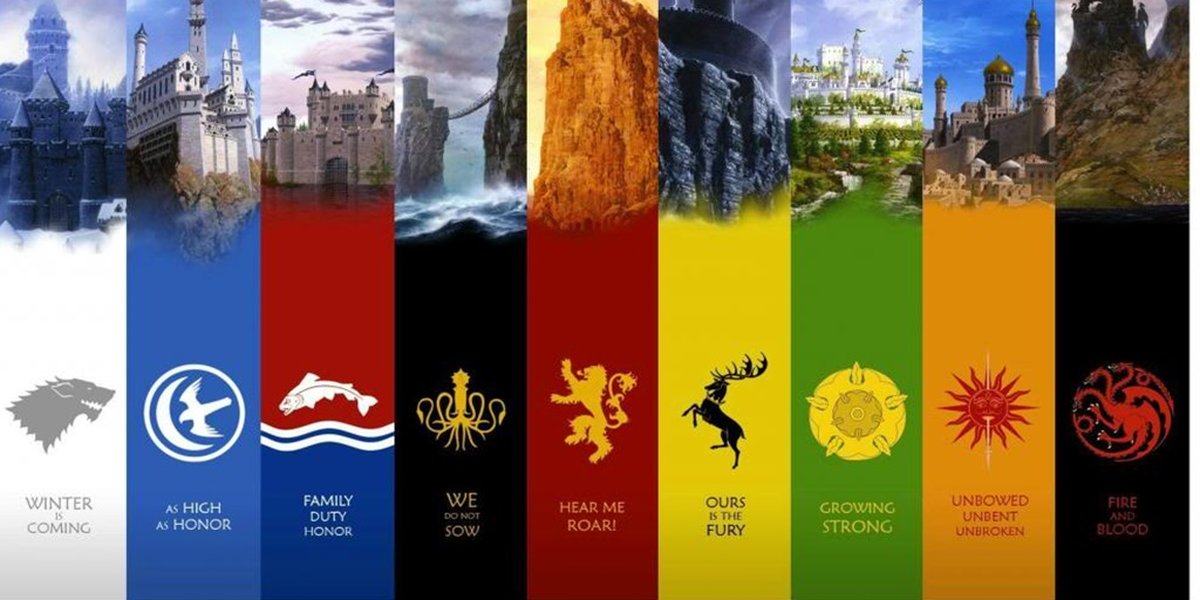 WINTER
IS
COMING
AS HIGH
AS HONOR
FAMILY
DUTY
HONOR
WE
DO NOT
SOW
HEAR ME
ROAR!
OURS
IS THE
FURY
GROWING
STRONG
UNBOWED
UNBENT
UNBROKEN
FIRE
AND
BLOOD